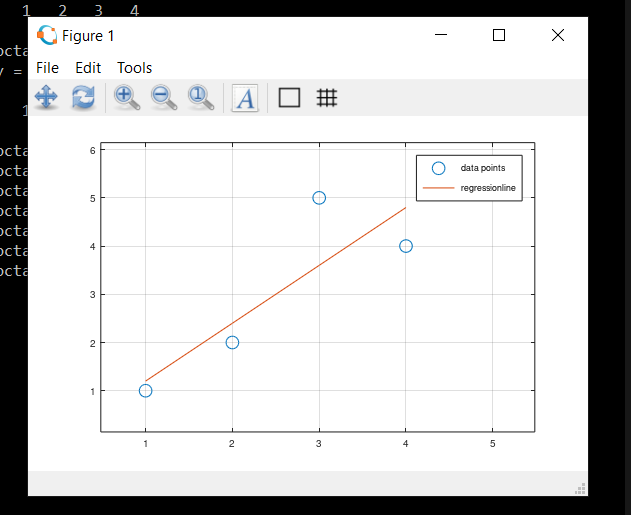 1 2 3 4
Figure 1
octa
File Edit Tools
y =
1
A
octa
octa
octa
octa
octa
octa
octa
6
data points
regressionline
5
4
3
2
1
1 2 3 4 5